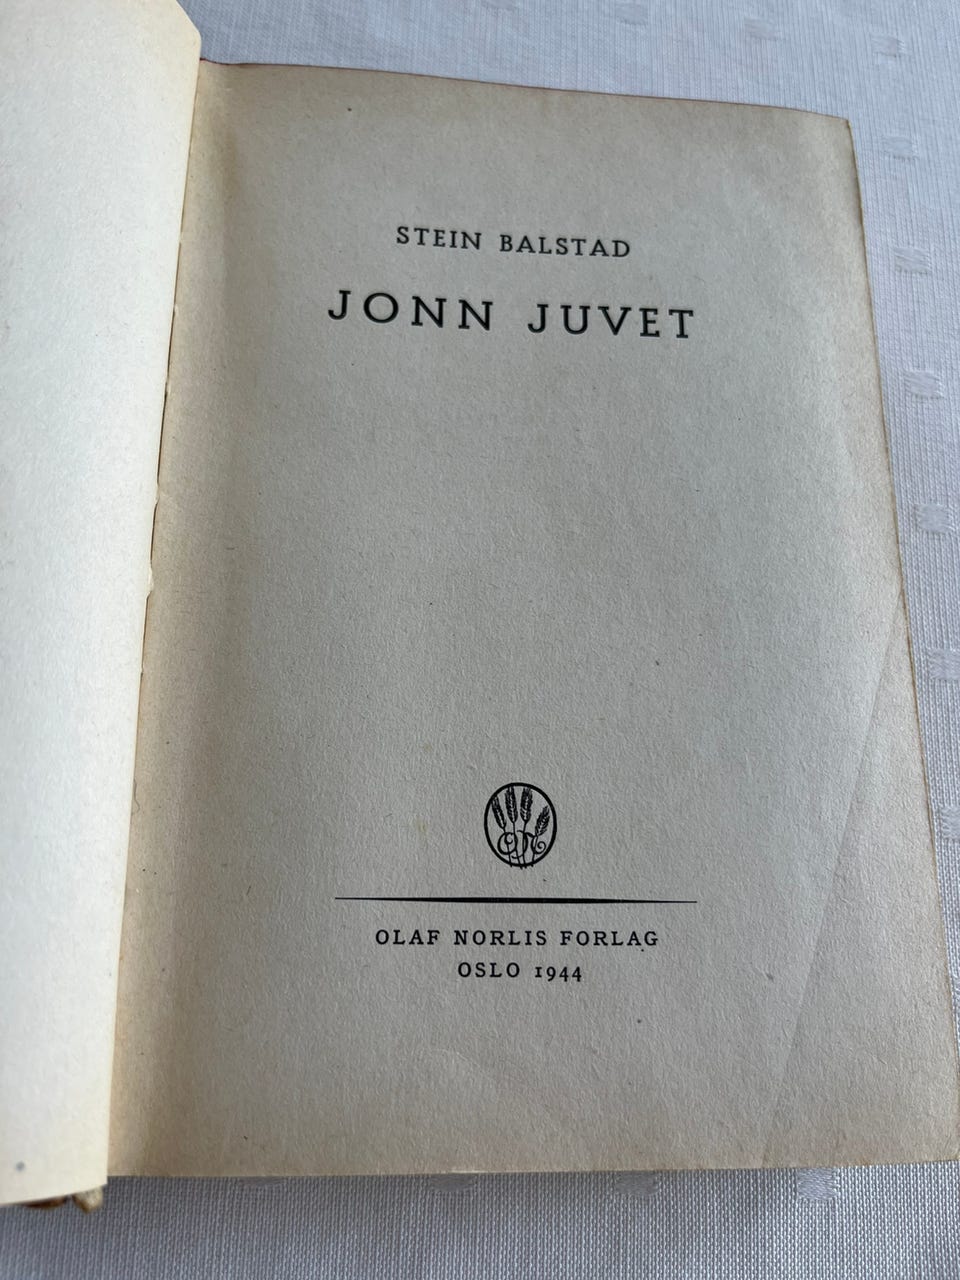 STEIN BALSTAD
JONN JUVET
OLAF NORLIS FORLAG
OSLO 1944